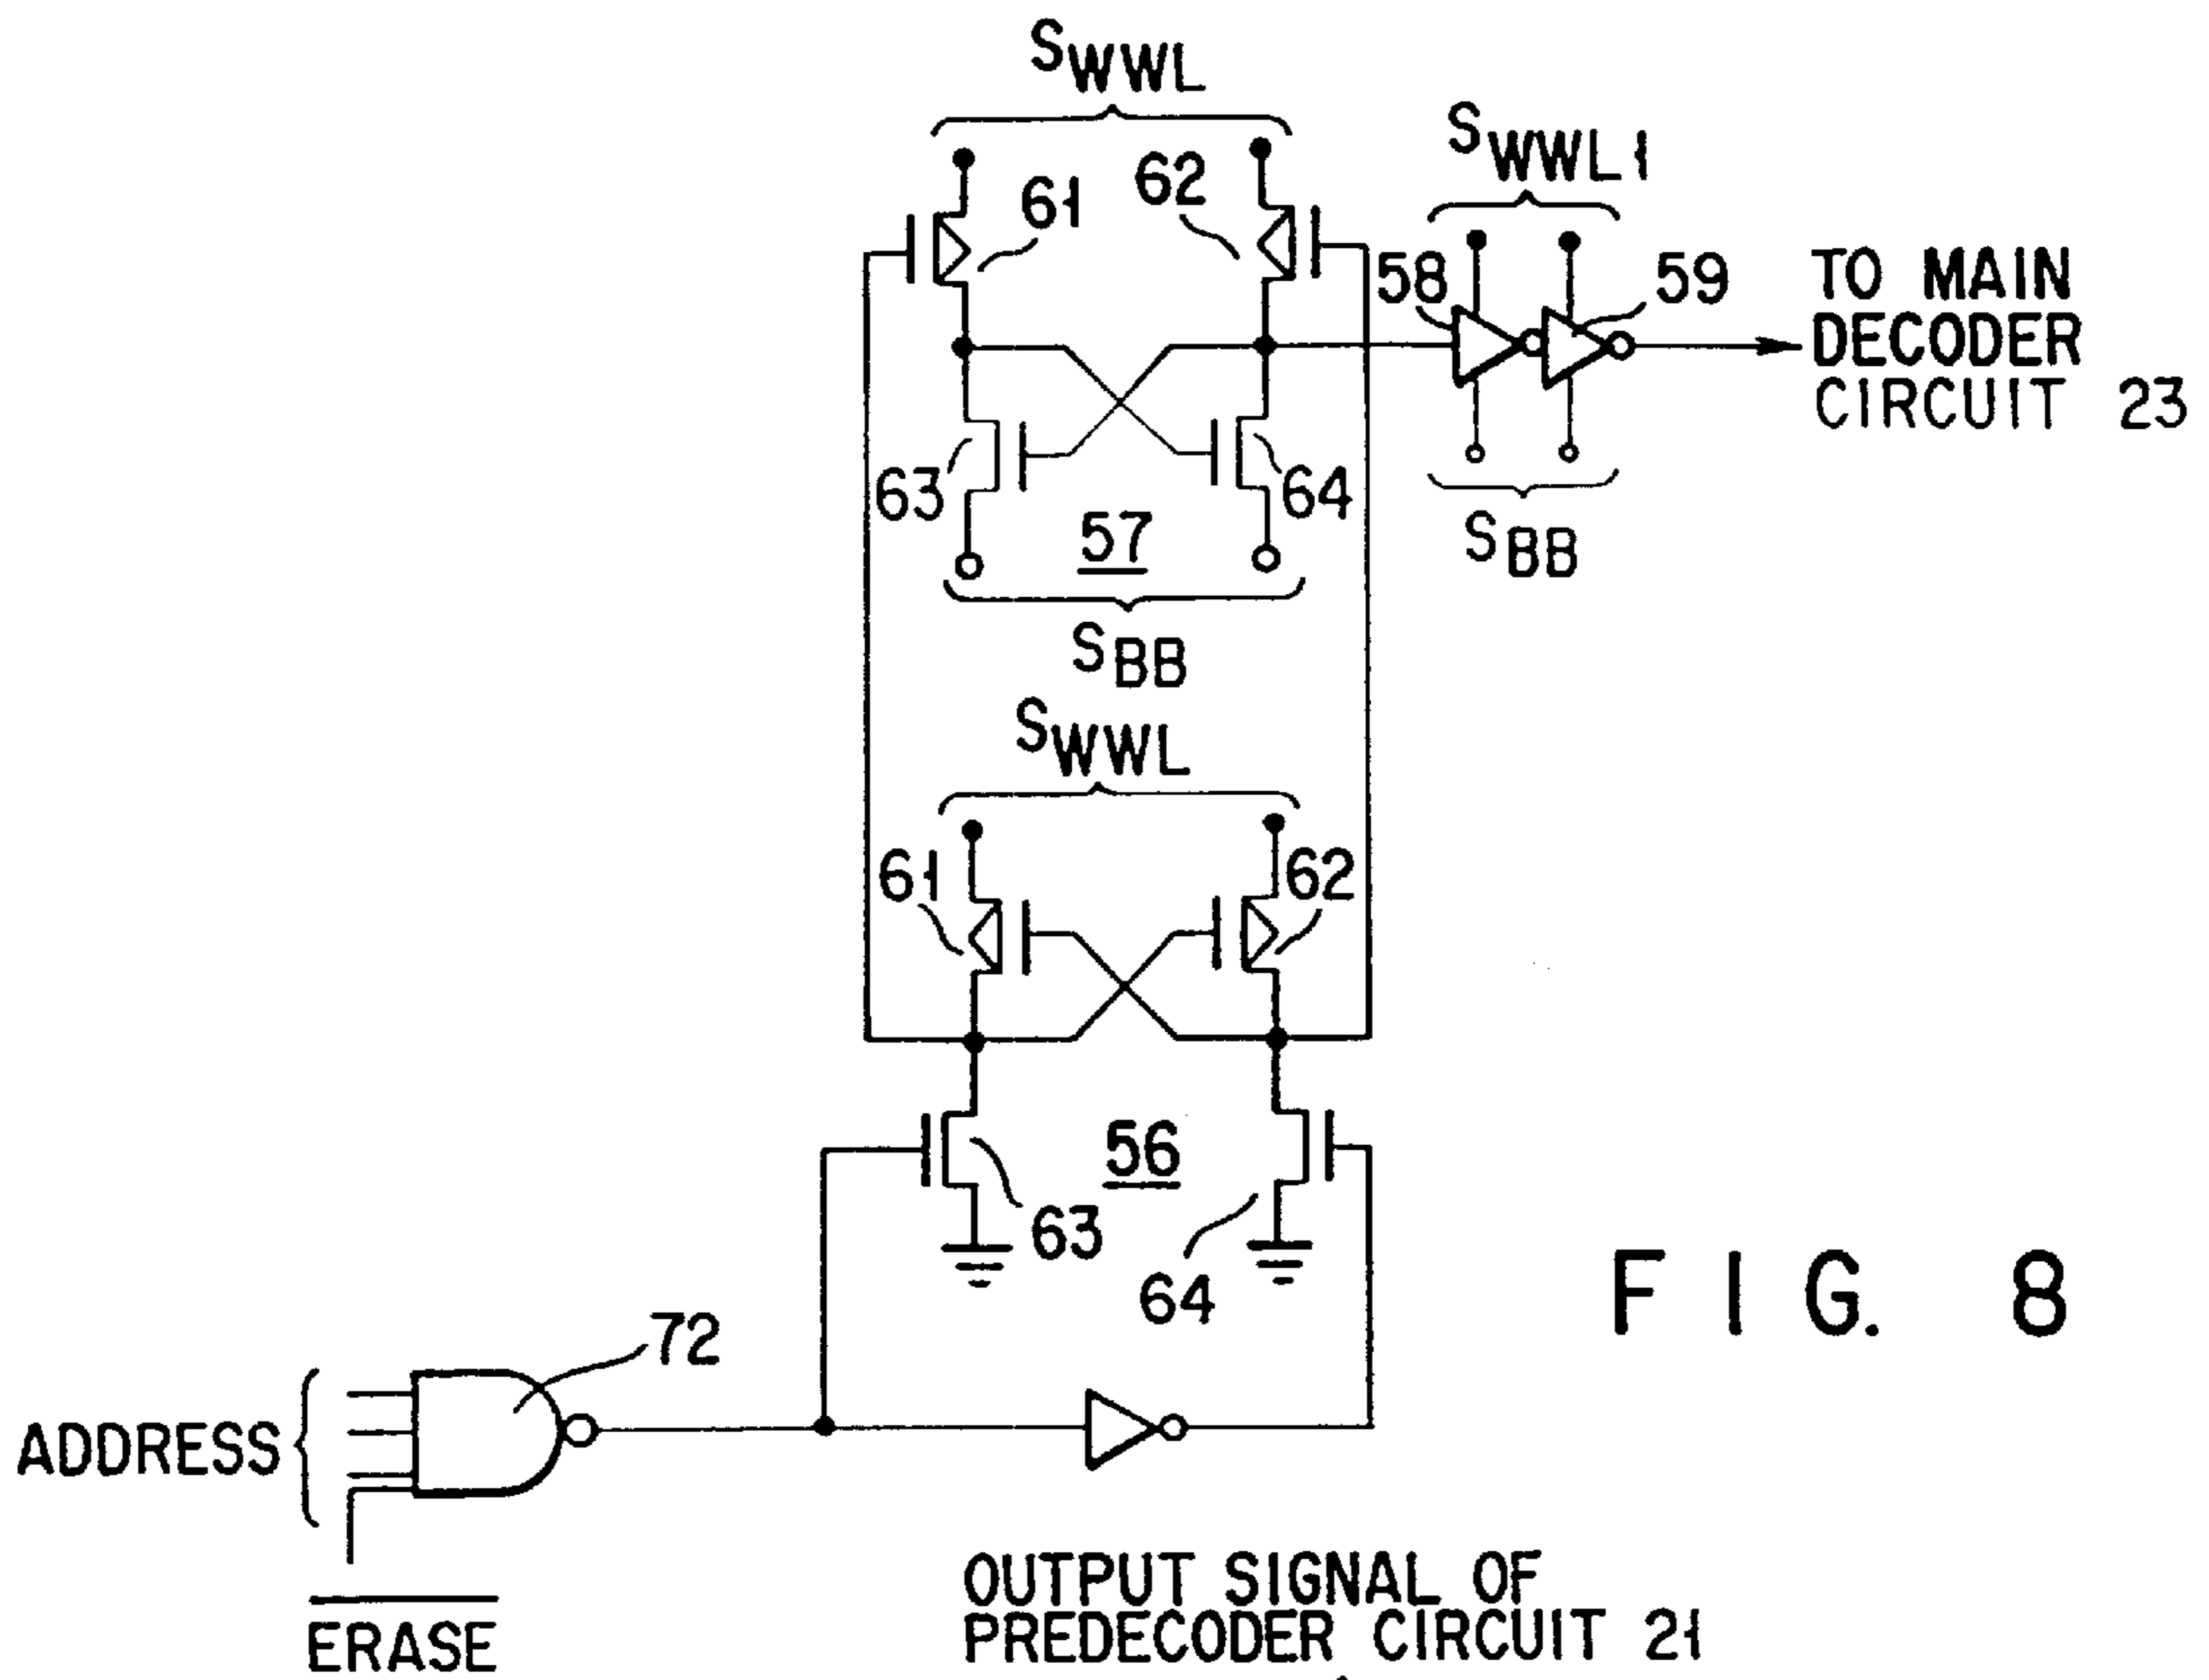 SWWL
SWWL1
61
62
58
59
TO MAIN
DECODER
CIRCUIT 23
63
57
64
SBB
SBB
SWWL
61
62
56
63
64
FIG. 8
72
ADDRESS
ERASE
OUTPUT SIGNAL OF
PREDECODER CIRCUIT 21